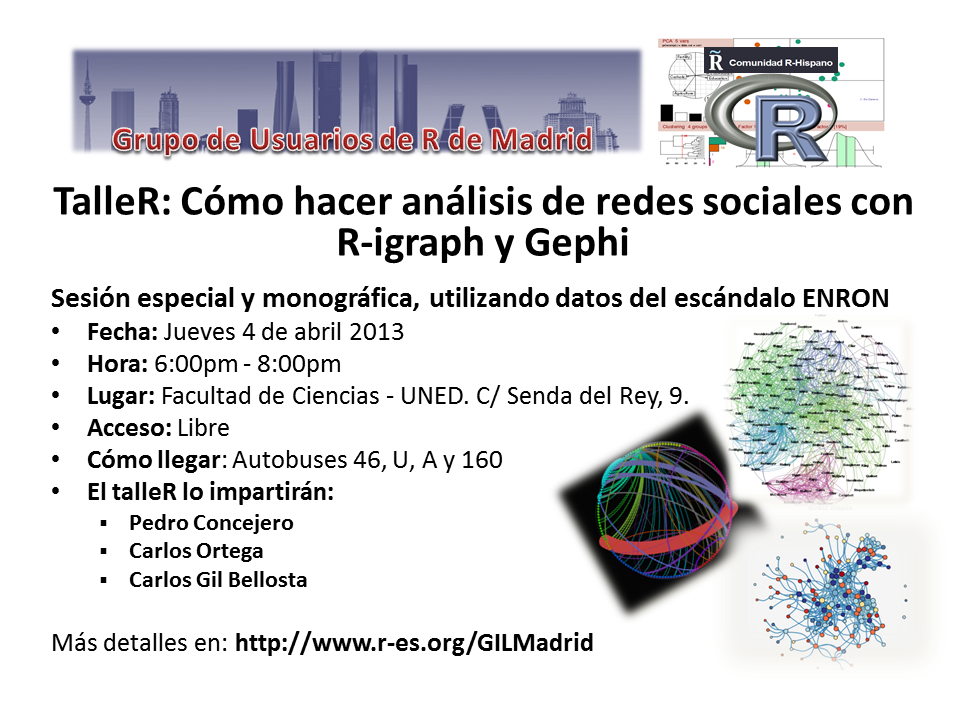 Grupo de Usuarios de R de Madrid
PCA 5 vars
Comunidad R-Hispano
R
TalleR: Cómo hacer análisis de redes sociales con
R-igraph y Gephi
Sesión especial y monográfica, utilizando datos del escándalo ENRON
• Fecha: Jueves 4 de abril 2013
• Hora: 6:00pm - 8:00pm
• Lugar: Facultad de Ciencias - UNED. C/ Senda del Rey, 9.
• Acceso: Libre
• Cómo llegar: Autobuses 46, U, A y 160
• El talleR lo impartirán:
▪ Pedro Concejero
▪ Carlos Ortega
▪ Carlos Gil Bellosta
Más detalles en: http://www.r-es.org/GILMadrid